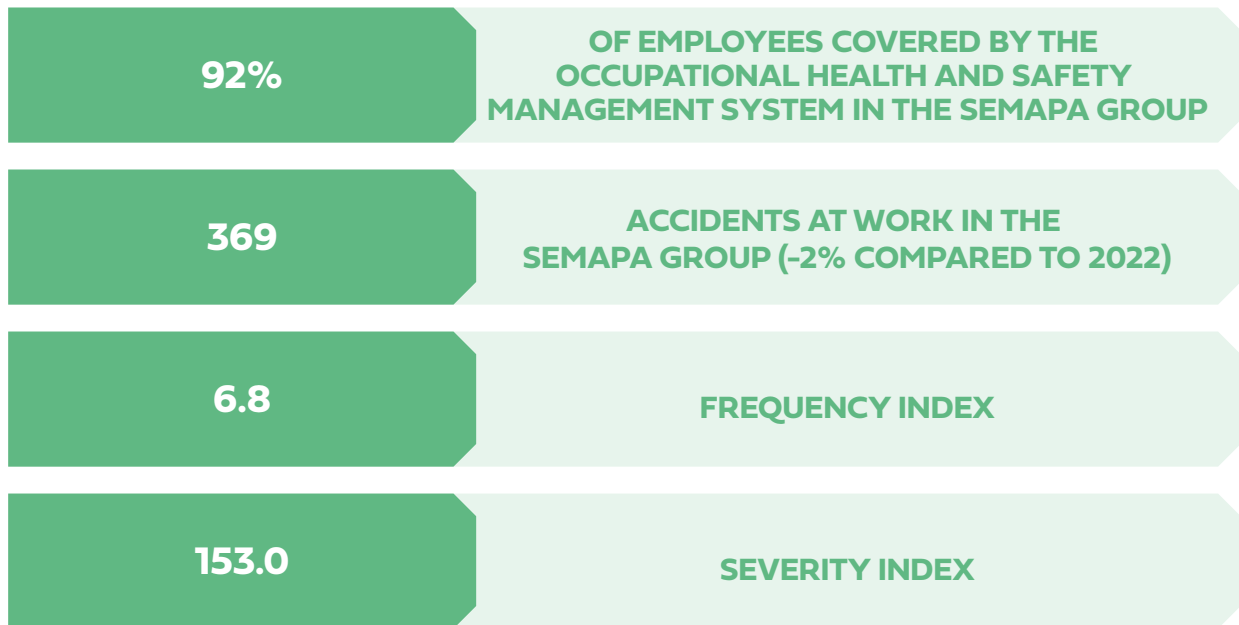 92%
OF EMPLOYEES COVERED BY THE
OCCUPATIONAL HEALTH AND SAFETY
MANAGEMENT SYSTEM IN THE SEMAPA GROUP
369
ACCIDENTS AT WORK IN THE
SEMAPA GROUP (-2% COMPARED TO 2022)
6.8
FREQUENCY INDEX
153.0
SEVERITY INDEX